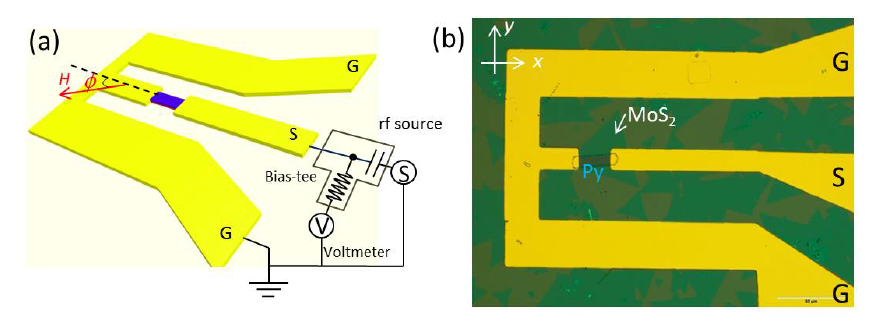 (a)
G
H
ϕ
S
rf source
Bias-tee
S
V
G
Voltmeter
(b)
y
x
G
MoS₂
Py
S
G